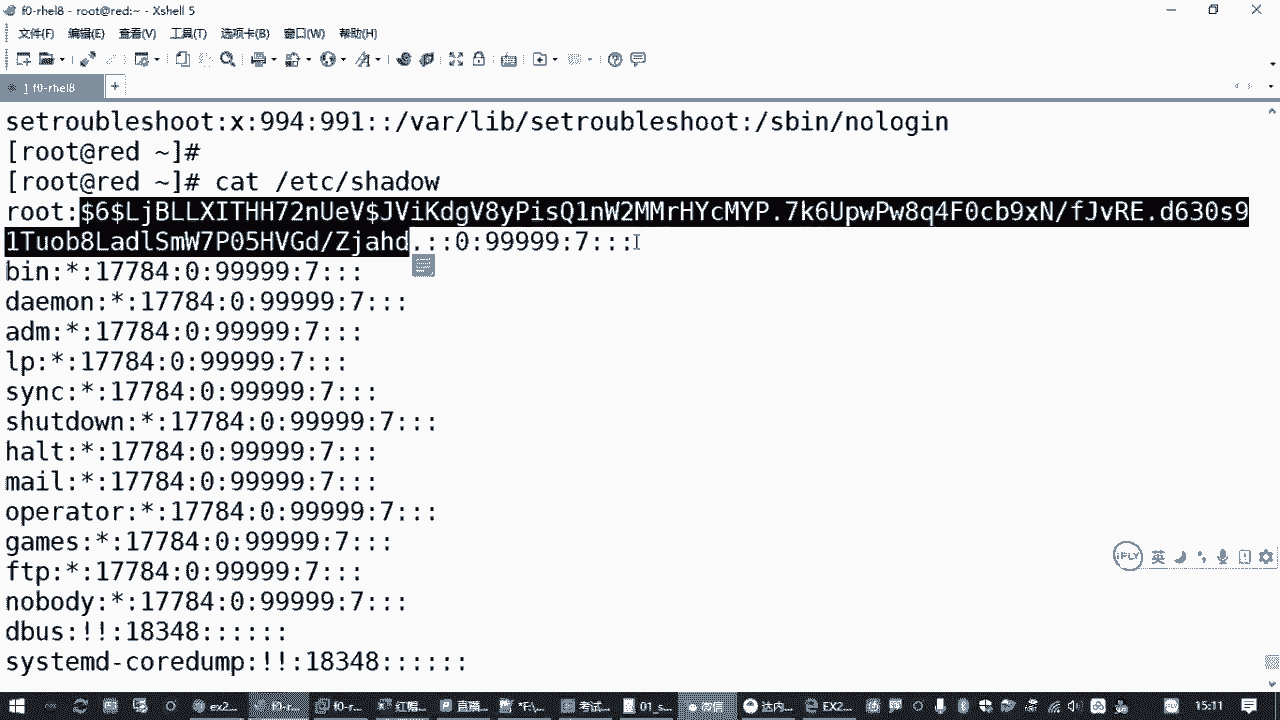 f0-rhel8 - root@red:~ - Xshell 5
文件(F) 编辑(E) 查看(V) 工具(T) 选项卡(B) 窗口(W) 帮助(H)
1 f0-rhel8
setroubleshoot:x:994:991::/var/lib/setroubleshoot:/sbin/nologin
[root@red ~]#
[root@red ~]# cat /etc/shadow
root:$6$LjBLLXITHH72nUeV$JViKdgV8yPisQ1nW2MMrHYcMYP.7k6UpwPw8q4F0cb9xN/fJvRE.d630s9
1Tuob8LadlSmW7P05HVGd/Zjahd.::0:99999:7:::
bin:*:17784:0:99999:7:::
daemon:*:17784:0:99999:7:::
adm:*:17784:0:99999:7:::
lp:*:17784:0:99999:7:::
sync:*:17784:0:99999:7:::
shutdown:*:17784:0:99999:7:::
halt:*:17784:0:99999:7:::
mail:*:17784:0:99999:7:::
operator:*:17784:0:99999:7:::
games:*:17784:0:99999:7:::
ftp:*:17784:0:99999:7:::
nobody:*:17784:0:99999:7:::
dbus:!!:18348::::::
systemd-coredump:!!:18348::::::
iFLY 英
ex2... f0-r... f0-r... 红帽... 直播... *F\... 考试... 01_s... 微信 达内... EX2... 15:11